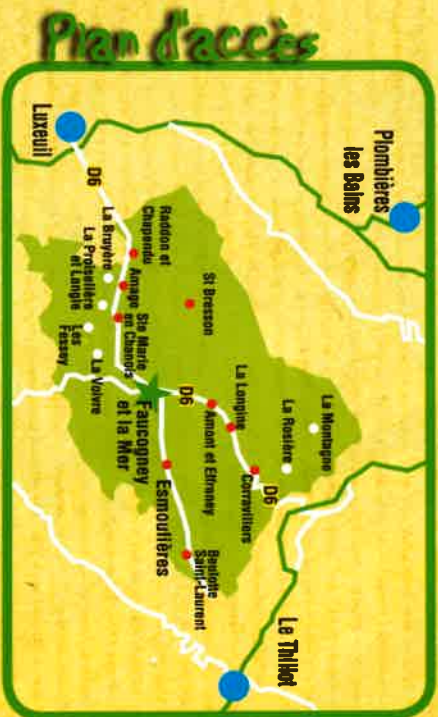 Plan d'accès
Plombières
les Bains
Luxeuil
D6
Raddon et
Chapendu
La Bruyère
Amage
La Proiselière
et Langle
Ste Marie
en Chanois
Les
Fessey
La Voivre
St Bresson
Faucogney
et la Mer
D6
Amont et Effreney
La Longine
Corravillers
La Rosière
La Montagne
D6
Esmoulières
Beulotte
Saint-Laurent
Le Thillot